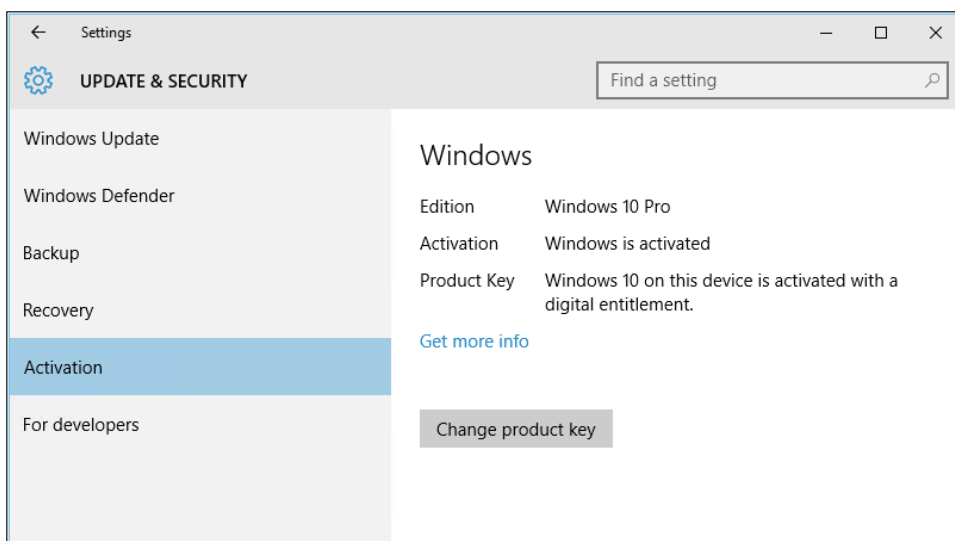 Settings
UPDATE & SECURITY
Find a setting
Windows Update
Windows Defender
Backup
Recovery
Activation
For developers
Windows
Edition Windows 10 Pro
Activation Windows is activated
Product Key Windows 10 on this device is activated with a
digital entitlement.
Get more info
Change product key